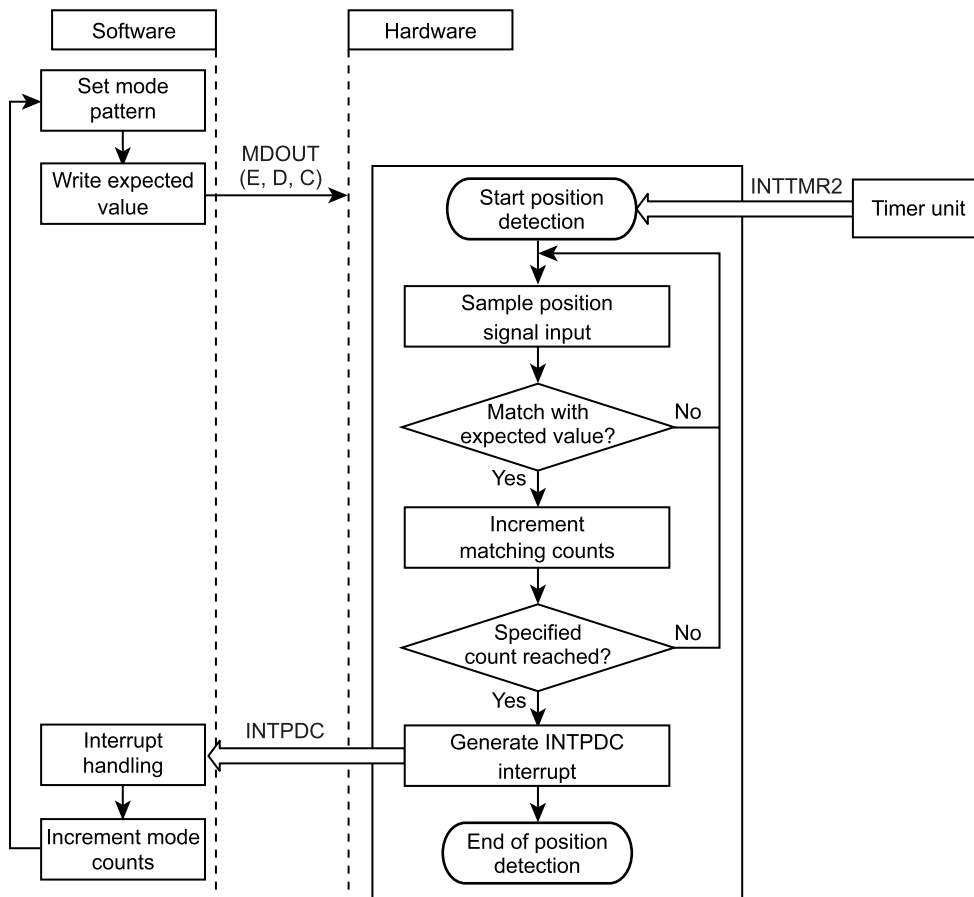 Software
Hardware
Set mode
pattern
Write expected
value
MDOUT
(E, D, C)
INTTMR2
Timer unit
Start position
detection
Sample position
signal input
Match with
expected value?
No
Yes
Increment
matching counts
Specified
count reached?
No
Yes
INTPDC
Generate INTPDC
interrupt
Interrupt
handling
Increment mode
counts
End of position
detection